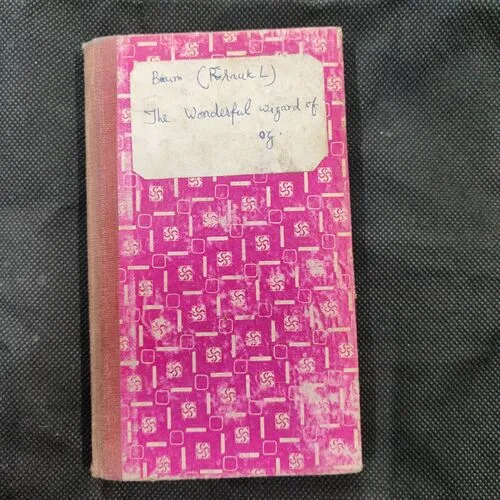 Baum (Frank L)
The Wonderful wizard of
oz.